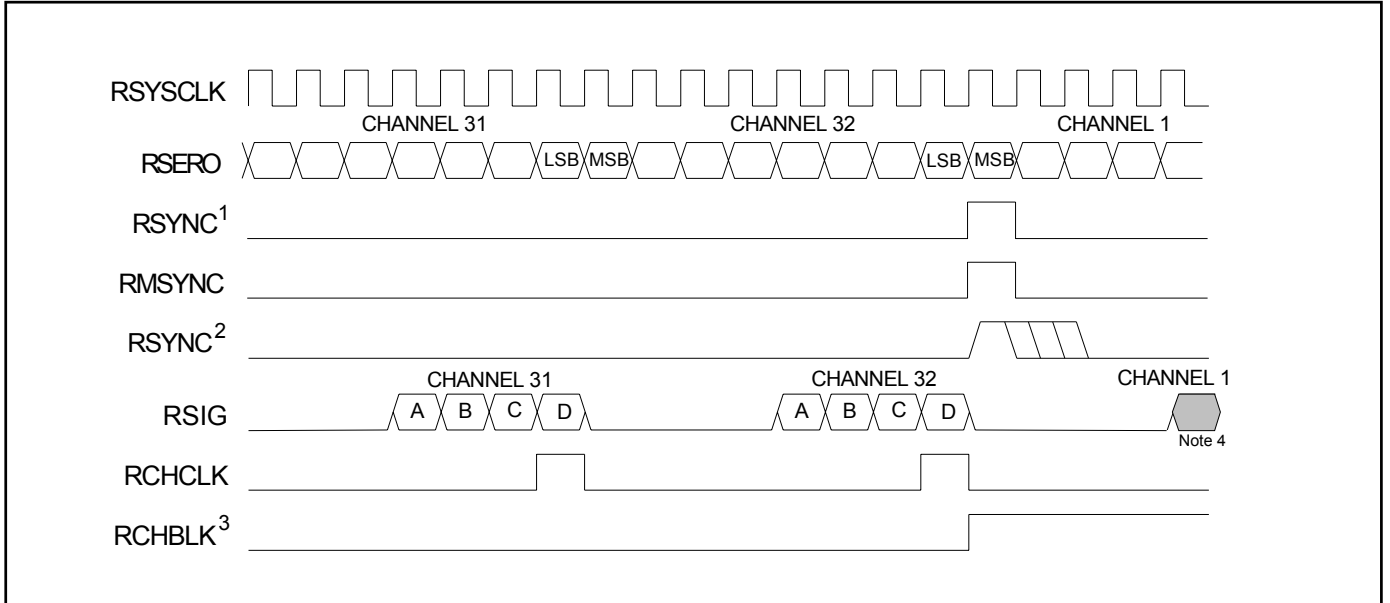 RSYSCLK
CHANNEL 31 CHANNEL 32 CHANNEL 1
RSERO LSB MSB LSB MSB
RSYNC1
RMSYNC
RSYNC2
CHANNEL 31 CHANNEL 32 CHANNEL 1
RSIG A B C D A B C D
Note 4
RCHCLK
RCHBLK3